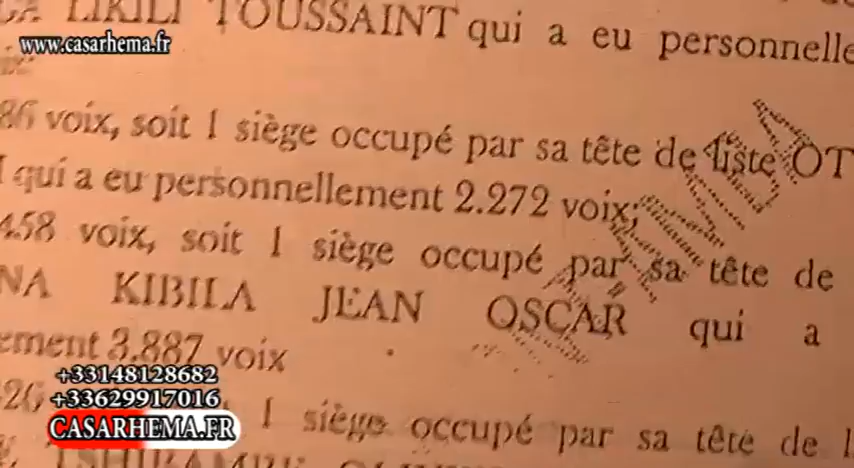 LIKILI TOUSSAINT qui a eu personnelle
www.casarhema.fr
86 voix, soit 1 siège occupé par sa tête de liste OT
qui a eu personnellement 2.272 voix;
458 voix, soit 1 siège occupé par sa tête de
NA KIBILA JEAN OSCAR qui a
ement 3.887 voix
+33148128682
+33629917016
1 siège occupé par sa tête de l
CASARHEMA.FR